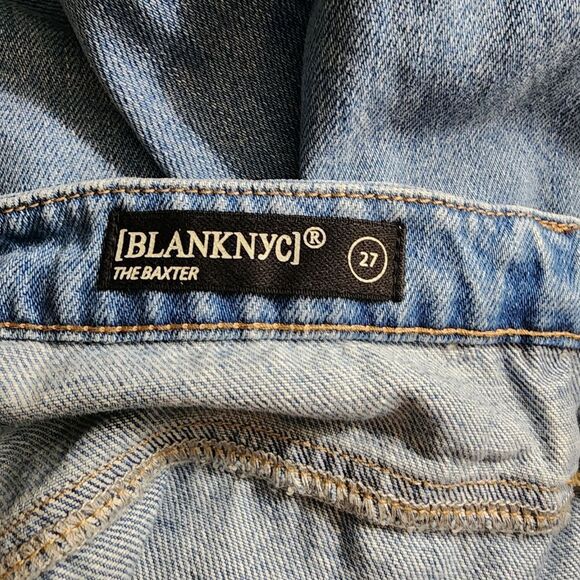 [BLANKNYC]®
THE BAXTER
27